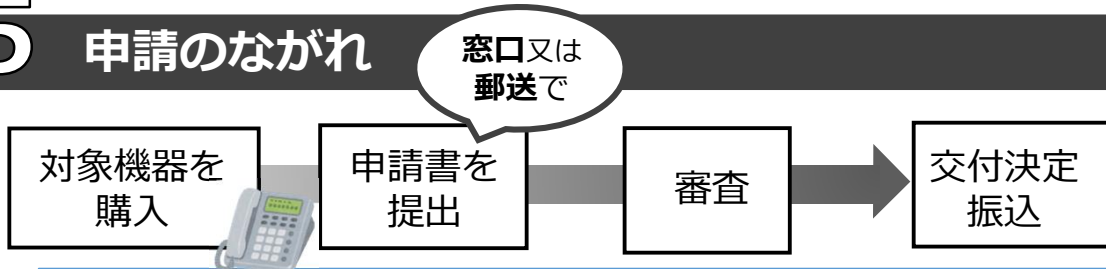 申請のながれ
窓口又は
郵送で
対象機器を
購入
申請書を
提出
審査
交付決定
振込